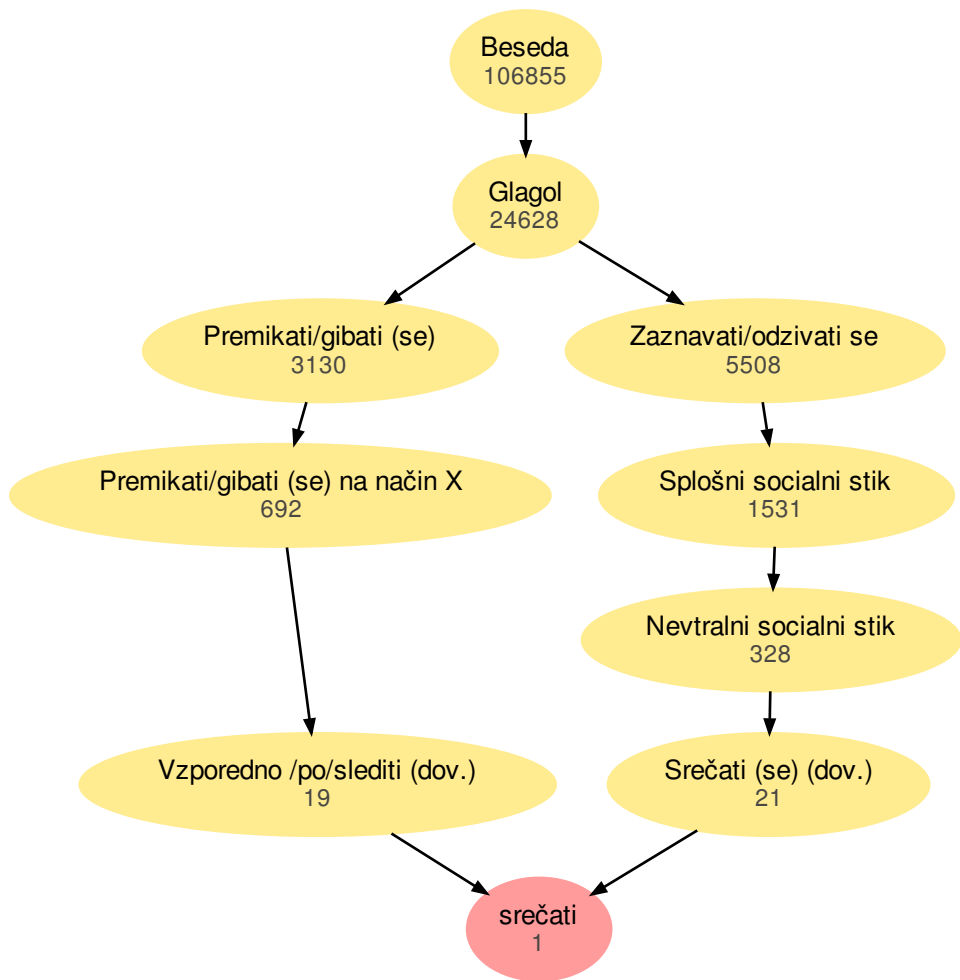 Beseda
106855
Glagol
24628
Premikati/gibati (se)
3130
Zaznavati/odzivati se
5508
Premikati/gibati (se) na način X
692
Splošni socialni stik
1531
Nevtralni socialni stik
328
Vzporedno /po/slediti (dov.)
19
Srečati (se) (dov.)
21
srečati
1